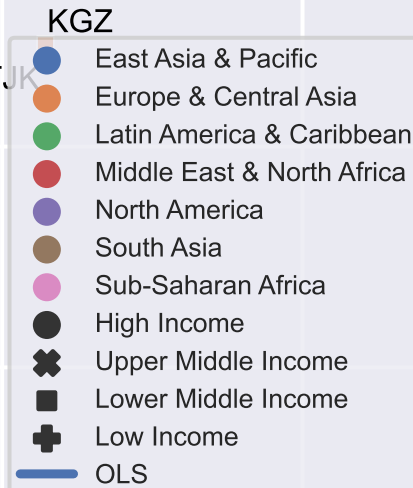 KGZ
TJK
East Asia & Pacific
Europe & Central Asia
Latin America & Caribbean
Middle East & North Africa
North America
South Asia
Sub-Saharan Africa
High Income
Upper Middle Income
Lower Middle Income
Low Income
OLS